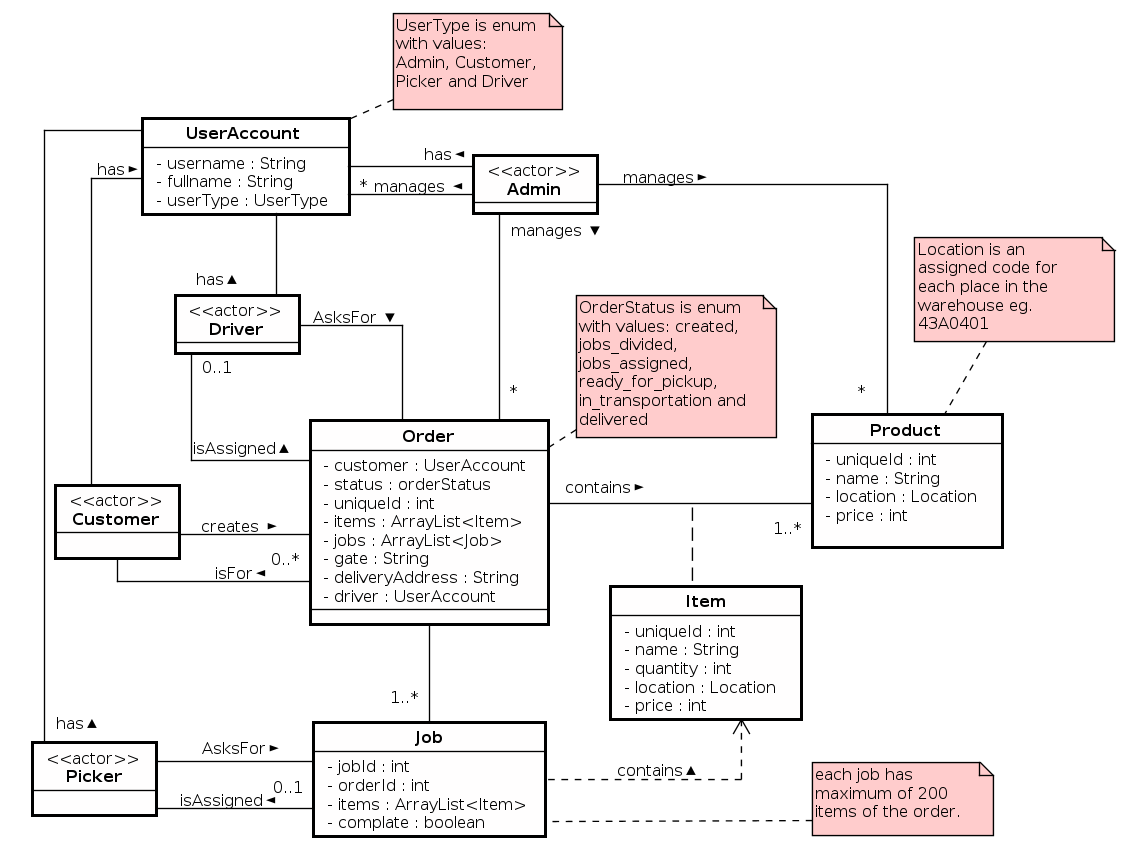 UserType is enum
with values:
Admin, Customer,
Picker and Driver
UserAccount
- username : String
- fullname : String
- userType : UserType
has ►
has ◄
* manages ◄
<<actor>>
Admin
manages ►
manages ▼
Location is an
assigned code for
each place in the
warehouse eg.
43A0401
has ▲
<<actor>>
Driver
AsksFor ▼
0..1
isAssigned ▲
OrderStatus is enum
with values: created,
jobs_divided,
jobs_assigned,
ready_for_pickup,
in_transportation and
delivered
*
*
Order
- customer : UserAccount
- status : orderStatus
- uniqueId : int
- items : ArrayList<Item>
- jobs : ArrayList<Job>
- gate : String
- deliveryAddress : String
- driver : UserAccount
Product
- uniqueId : int
- name : String
- location : Location
- price : int
contains ►
1..*
<<actor>>
Customer
creates ►
0..*
isFor ◄
Item
- uniqueId : int
- name : String
- quantity : int
- location : Location
- price : int
1..*
has ▲
<<actor>>
Picker
AsksFor ►
0..1
isAssigned ◄
Job
- jobId : int
- orderId : int
- items : ArrayList<Item>
- complate : boolean
contains ▲
each job has
maximum of 200
items of the order.